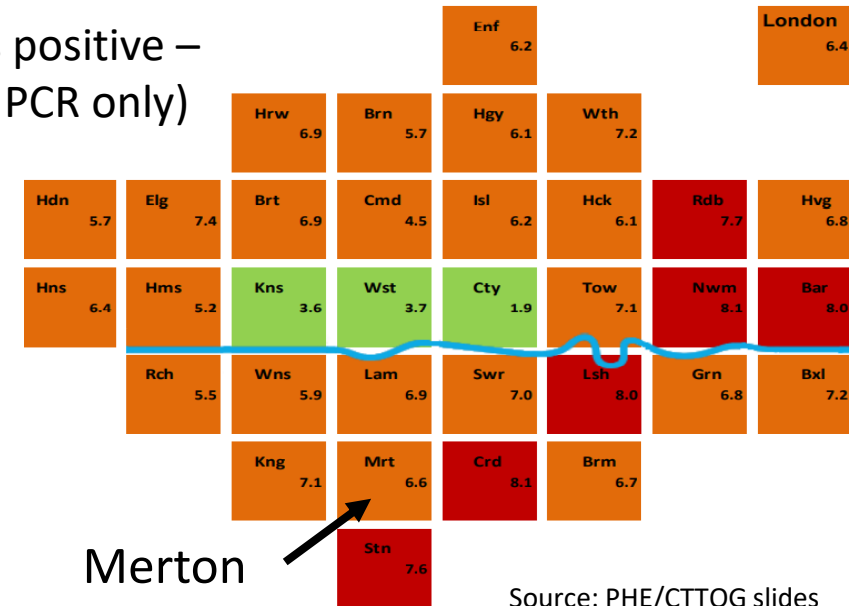 positive –
PCR only)
Enf
6.2
London
6.4
Hrw
6.9
Brn
5.7
Hgy
6.1
Wth
7.2
Hdn
5.7
Elg
7.4
Brt
6.9
Cmd
4.5
Isl
6.2
Hck
6.1
Rdb
7.7
Hvg
6.8
Hns
6.4
Hms
5.2
Kns
3.6
Wst
3.7
Cty
1.9
Tow
7.1
Nwm
8.1
Bar
8.0
Rch
5.5
Wns
5.9
Lam
6.9
Swr
7.0
Lsh
8.0
Grn
6.8
Bxl
7.2
Kng
7.1
Mrt
6.6
Crd
8.1
Brm
6.7
Merton
Stn
7.6
Source: PHE/CTTOG slides